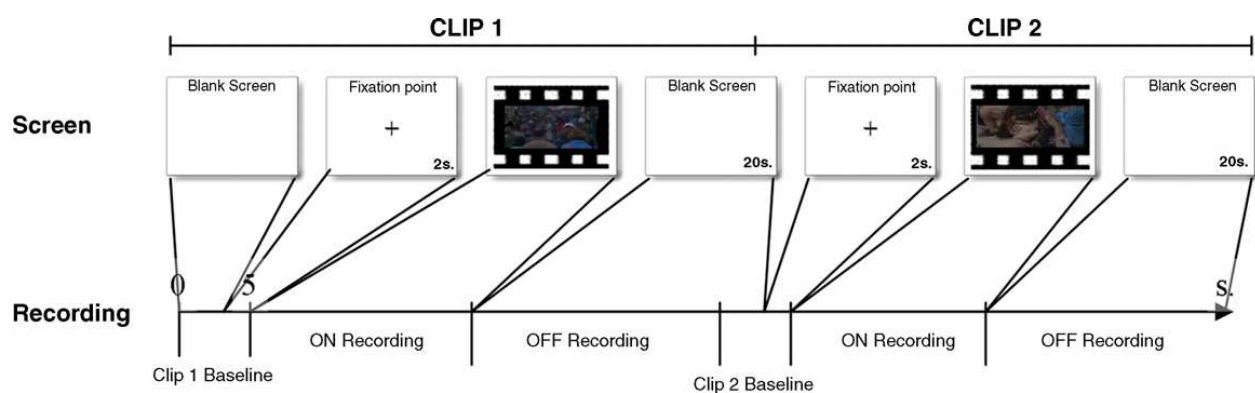 CLIP 1
CLIP 2
Blank Screen
Fixation point
Blank Screen
Fixation point
Blank Screen
Screen
+
+
2s.
20s.
2s.
20s.
0
5
s.
Recording
ON Recording
OFF Recording
ON Recording
OFF Recording
Clip 1 Baseline
Clip 2 Baseline